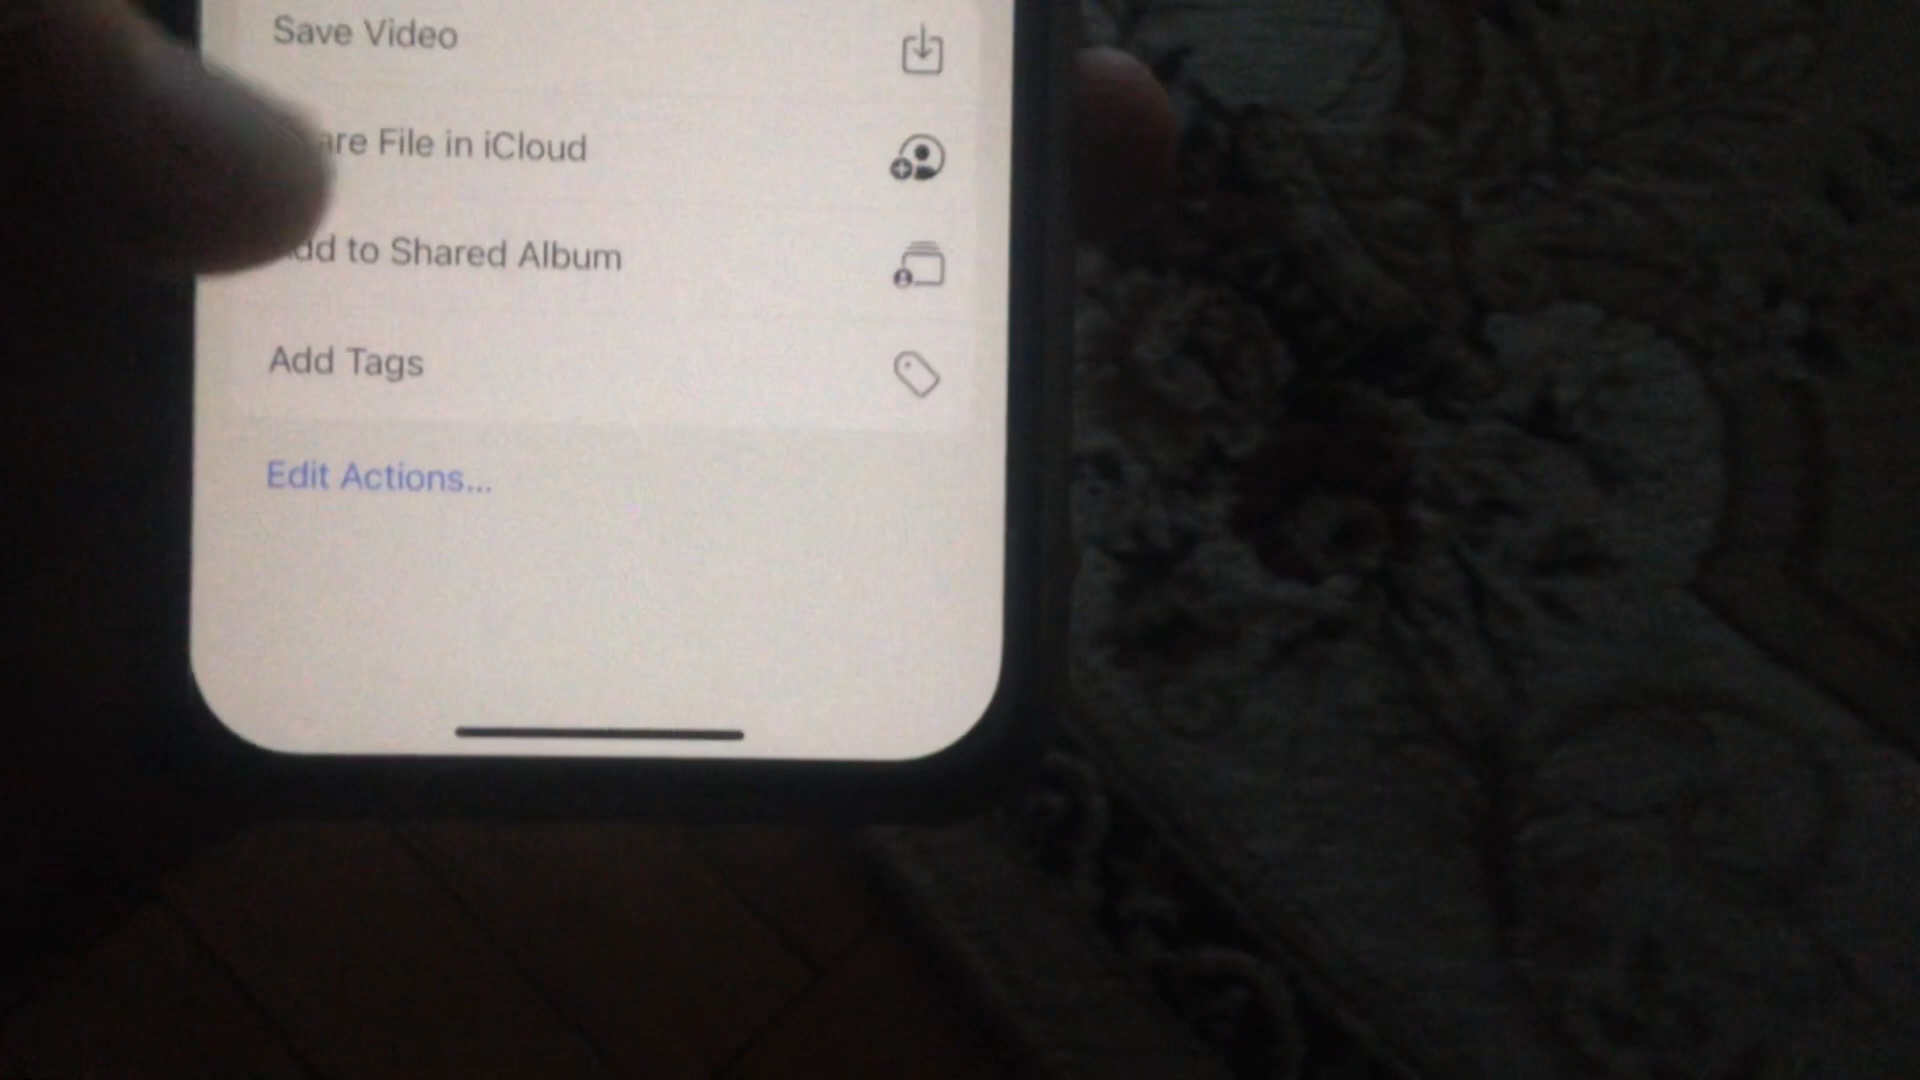 Save Video
are File in iCloud
dd to Shared Album
Add Tags
Edit Actions...